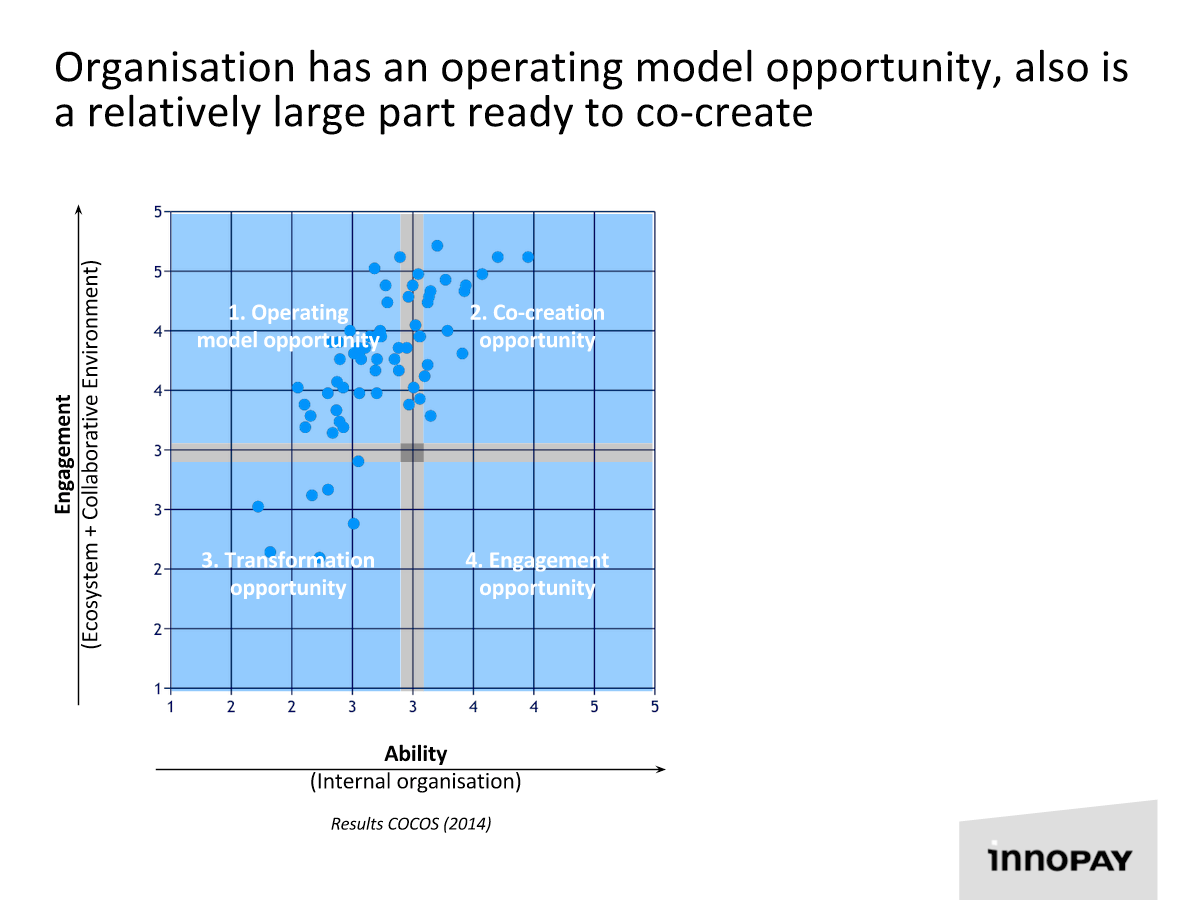 Organisation has an operating model opportunity, also is
a relatively large part ready to co-create
Engagement
(Ecosystem + Collaborative Environment)
5
5
4
4
3
3
2
2
1
1. Operating
model opportunity
2. Co-creation
opportunity
3. Transformation
opportunity
4. Engagement
opportunity
1 2 2 3 3 4 4 5 5
Ability
(Internal organisation)
Results COCOS (2014)
innoPAY